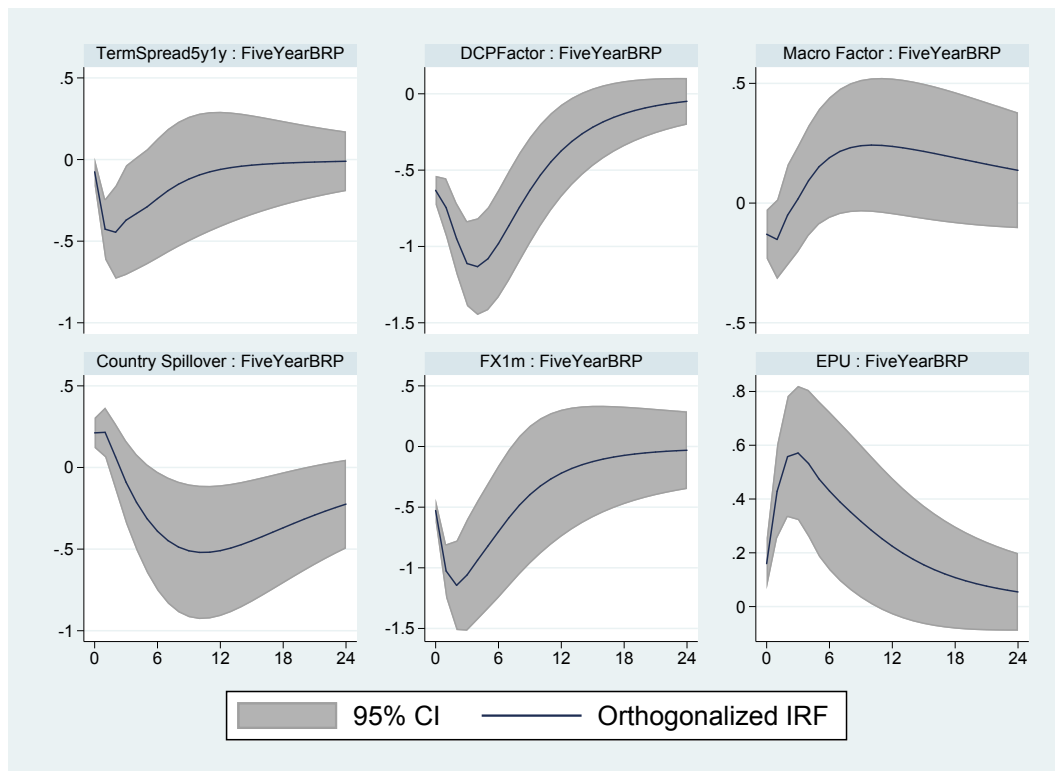 TermSpread5y1y : FiveYearBRP
.5
0
-.5
-1
DCPFactor : FiveYearBRP
0
-.5
-1
-1.5
Macro Factor : FiveYearBRP
.5
0
-.5
Country Spillover : FiveYearBRP
.5
0
-.5
-1
0 6 12 18 24
FX1m : FiveYearBRP
.5
0
-.5
-1
-1.5
0 6 12 18 24
EPU : FiveYearBRP
.8
.6
.4
.2
0
0 6 12 18 24
95% CI Orthogonalized IRF